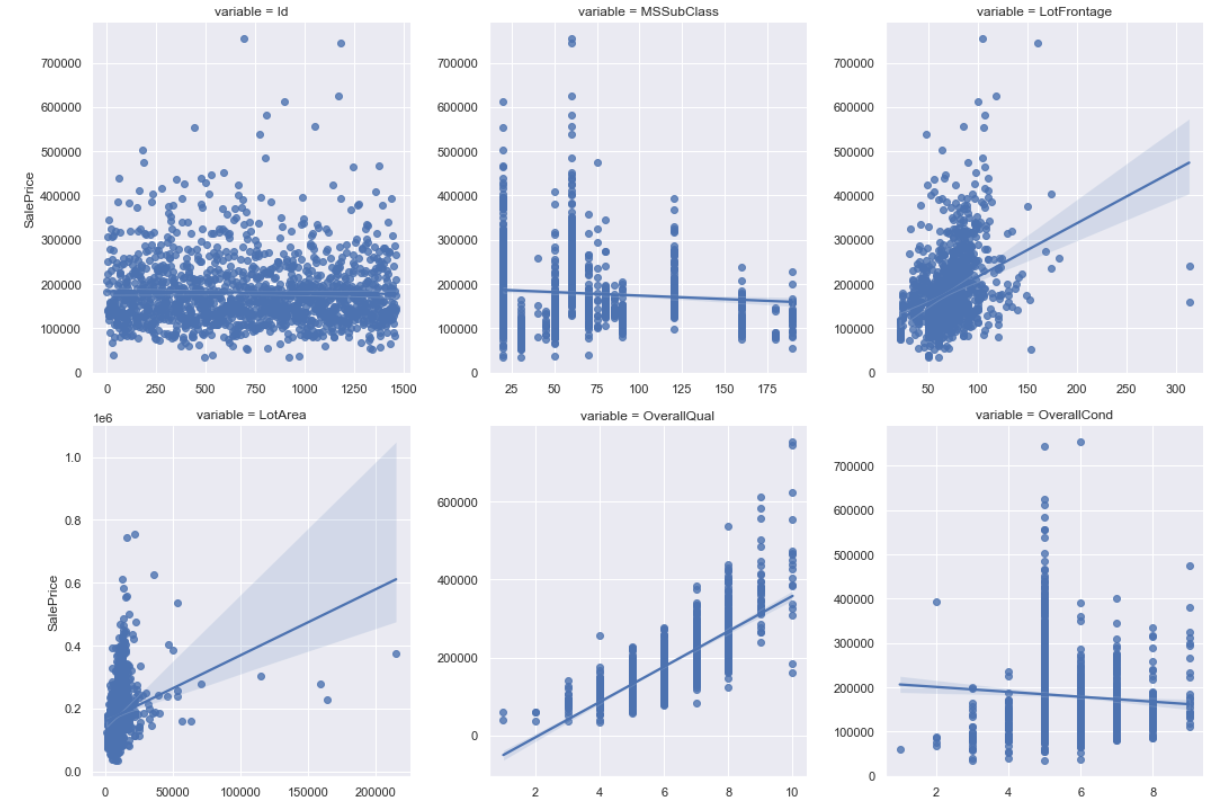 variable = Id
variable = MSSubClass
variable = LotFrontage
SalePrice
700000
600000
500000
400000
300000
200000
100000
0
700000
600000
500000
400000
300000
200000
100000
0
700000
600000
500000
400000
300000
200000
100000
0
0 250 500 750 1000 1250 1500
25 50 75 100 125 150 175
50 100 150 200 250 300
1e6
variable = LotArea
variable = OverallQual
variable = OverallCond
SalePrice
1.0
0.8
0.6
0.4
0.2
0.0
600000
400000
200000
0
700000
600000
500000
400000
300000
200000
100000
0
0 50000 100000 150000 200000
2 4 6 8 10
2 4 6 8